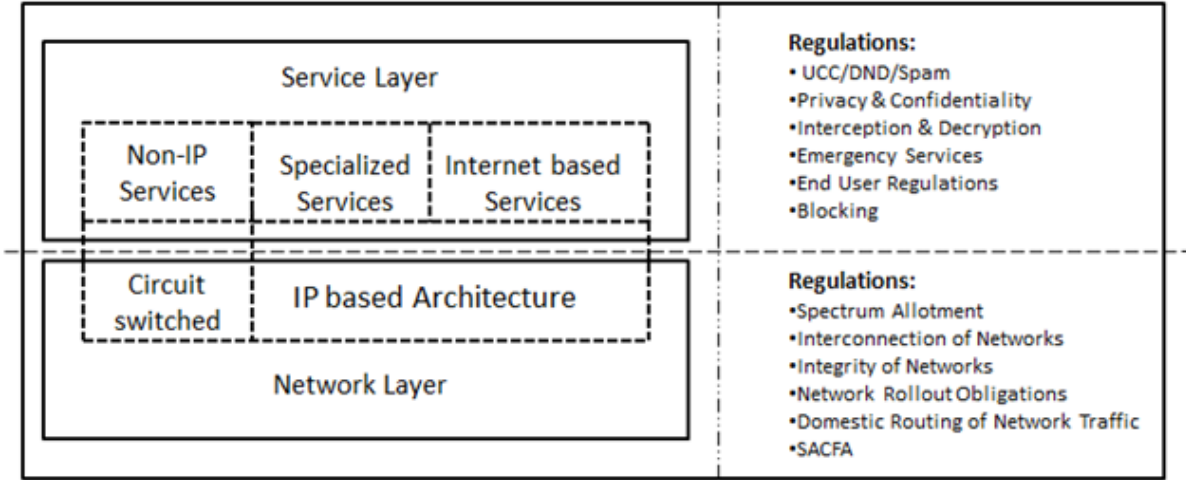 Service Layer
Non-IP
Services
Specialized
Services
Internet based
Services
Circuit
switched
IP based Architecture
Network Layer
Regulations:
• UCC/DND/Spam
•Privacy & Confidentiality
•Interception & Decryption
•Emergency Services
•End User Regulations
•Blocking
Regulations:
•Spectrum Allotment
•Interconnection of Networks
•Integrity of Networks
•Network Rollout Obligations
•Domestic Routing of Network Traffic
•SACFA